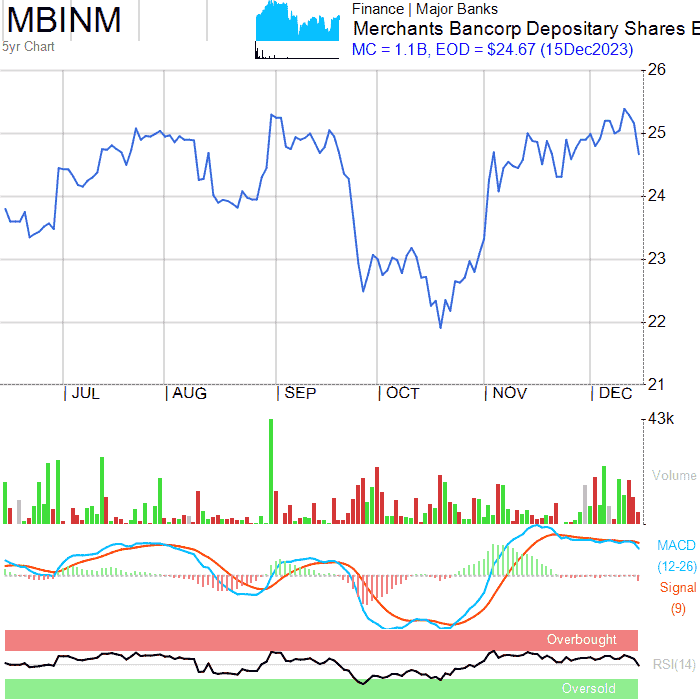 MBINM
5yr Chart
Finance | Major Banks
Merchants Bancorp Depositary Shares E
MC = 1.1B, EOD = $24.67 (15Dec2023)
26
25
24
23
22
21
JUL AUG SEP OCT NOV DEC
43k
Volume
MACD
(12-26)
Signal
(9)
Overbought
RSI(14)
Oversold